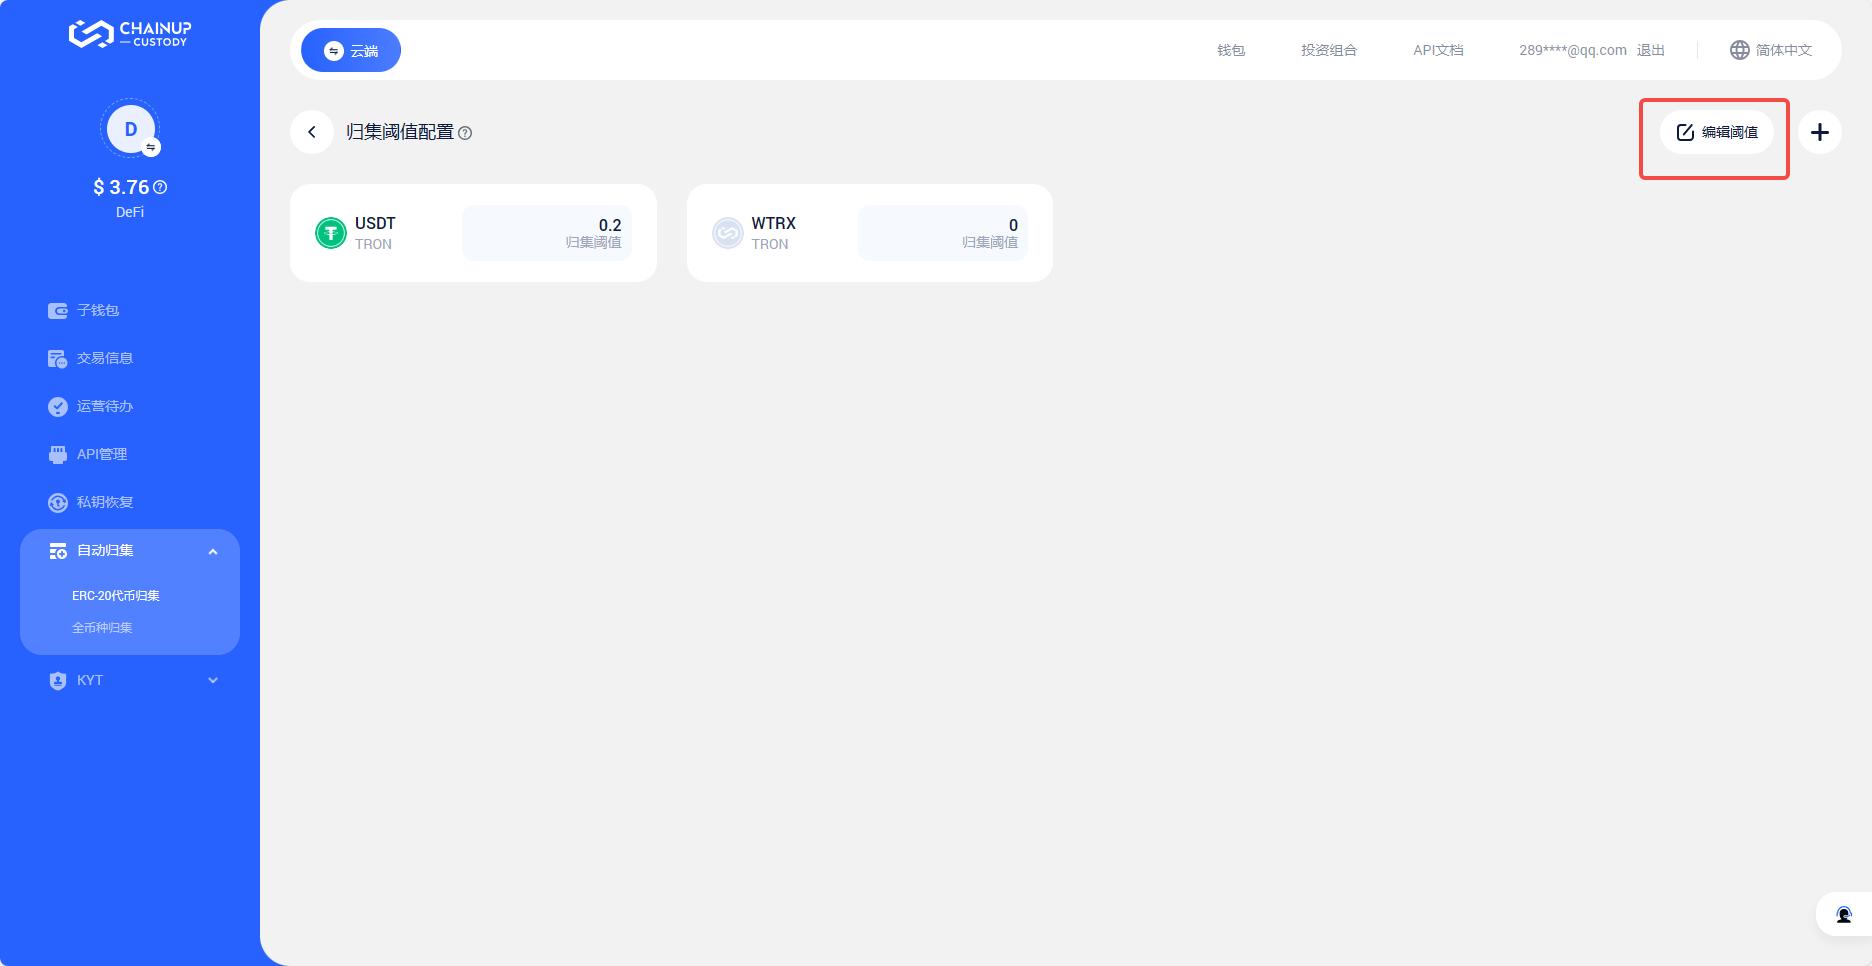 CHAINUP
CUSTODY
云端
钱包
投资组合
API文档
289****@qq.com 退出
简体中文
D
$ 3.76
DeFi
子钱包
交易信息
运营待办
API管理
私钥恢复
自动归集
ERC-20代币归集
全币种归集
KYT
归集阈值配置
编辑阈值
USDT
TRON
0.2
归集阈值
WTRX
TRON
0
归集阈值